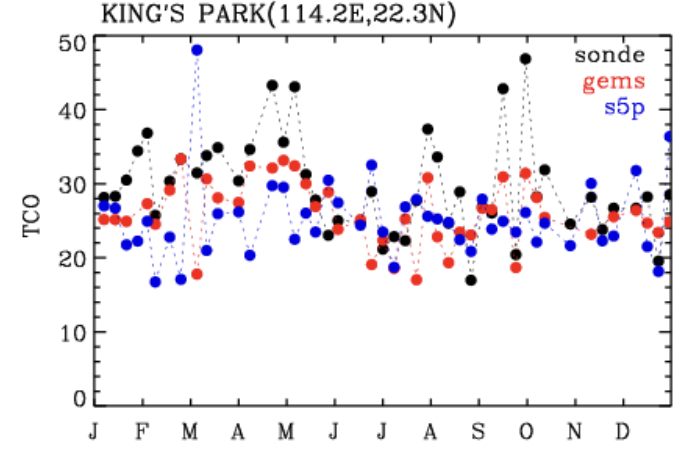 KING'S PARK(114.2E,22.3N)
50
40
30
20
10
0
TCO
sonde
gems
s5p
J F M A M J J A S O N D